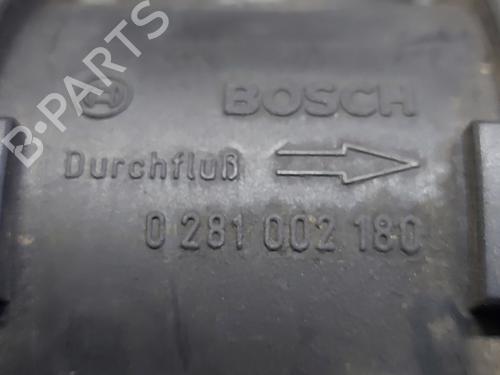 B-PARTS
BOSCH
Durchfluß
0 281 002 180